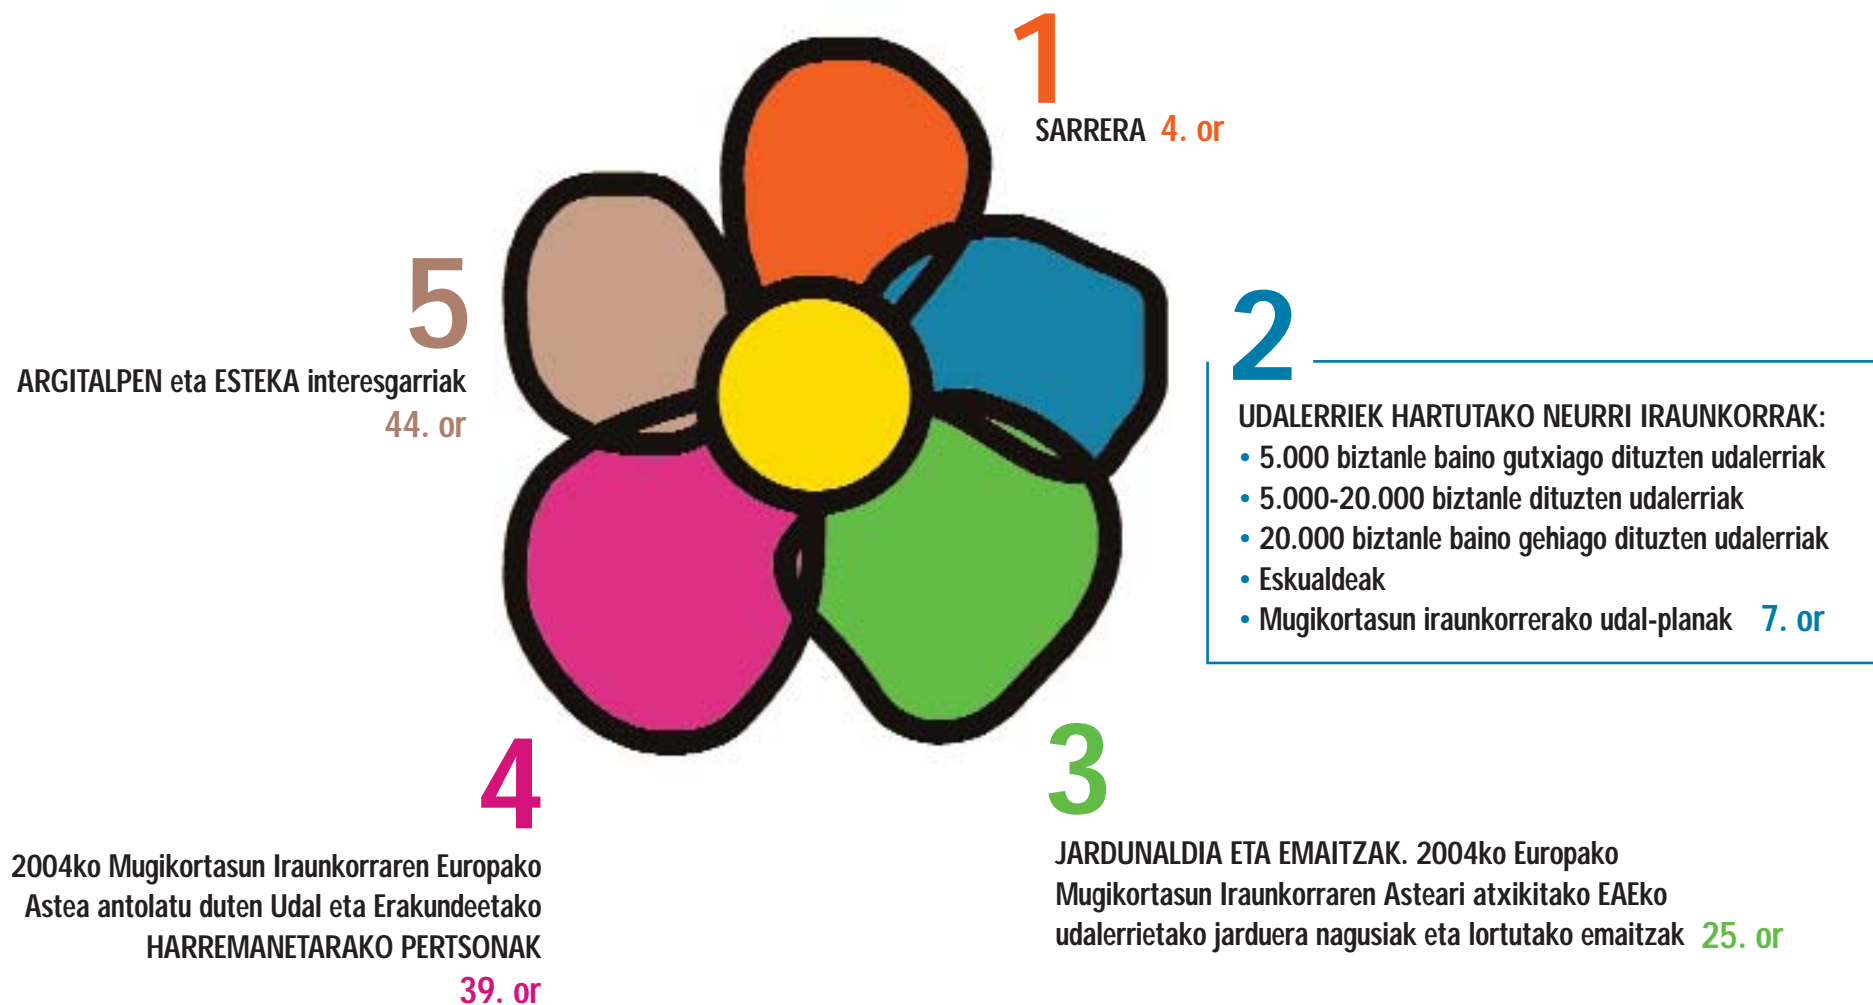 1
SARRERA 4. or
2
UDALERRIEK HARTUTAKO NEURRI IRAUNKORRAK:
• 5.000 biztanle baino gutxiago dituzten udalerriak
• 5.000-20.000 biztanle dituzten udalerriak
• 20.000 biztanle baino gehiago dituzten udalerriak
• Eskualdeak
• Mugikortasun iraunkorrerako udal-planak 7. or
3
JARDUNALDIA ETA EMAITZAK. 2004ko Europako
Mugikortasun Iraunkorraren Asteari atxikitako EAEko
udalerrietako jarduera nagusiak eta lortutako emaitzak 25. or
4
2004ko Mugikortasun Iraunkorraren Europako
Astea antolatu duten Udal eta Erakundeetako
HARREMANETARAKO PERTSONAK
39. or
5
ARGITALPEN eta ESTEKA interesgarriak
44. or